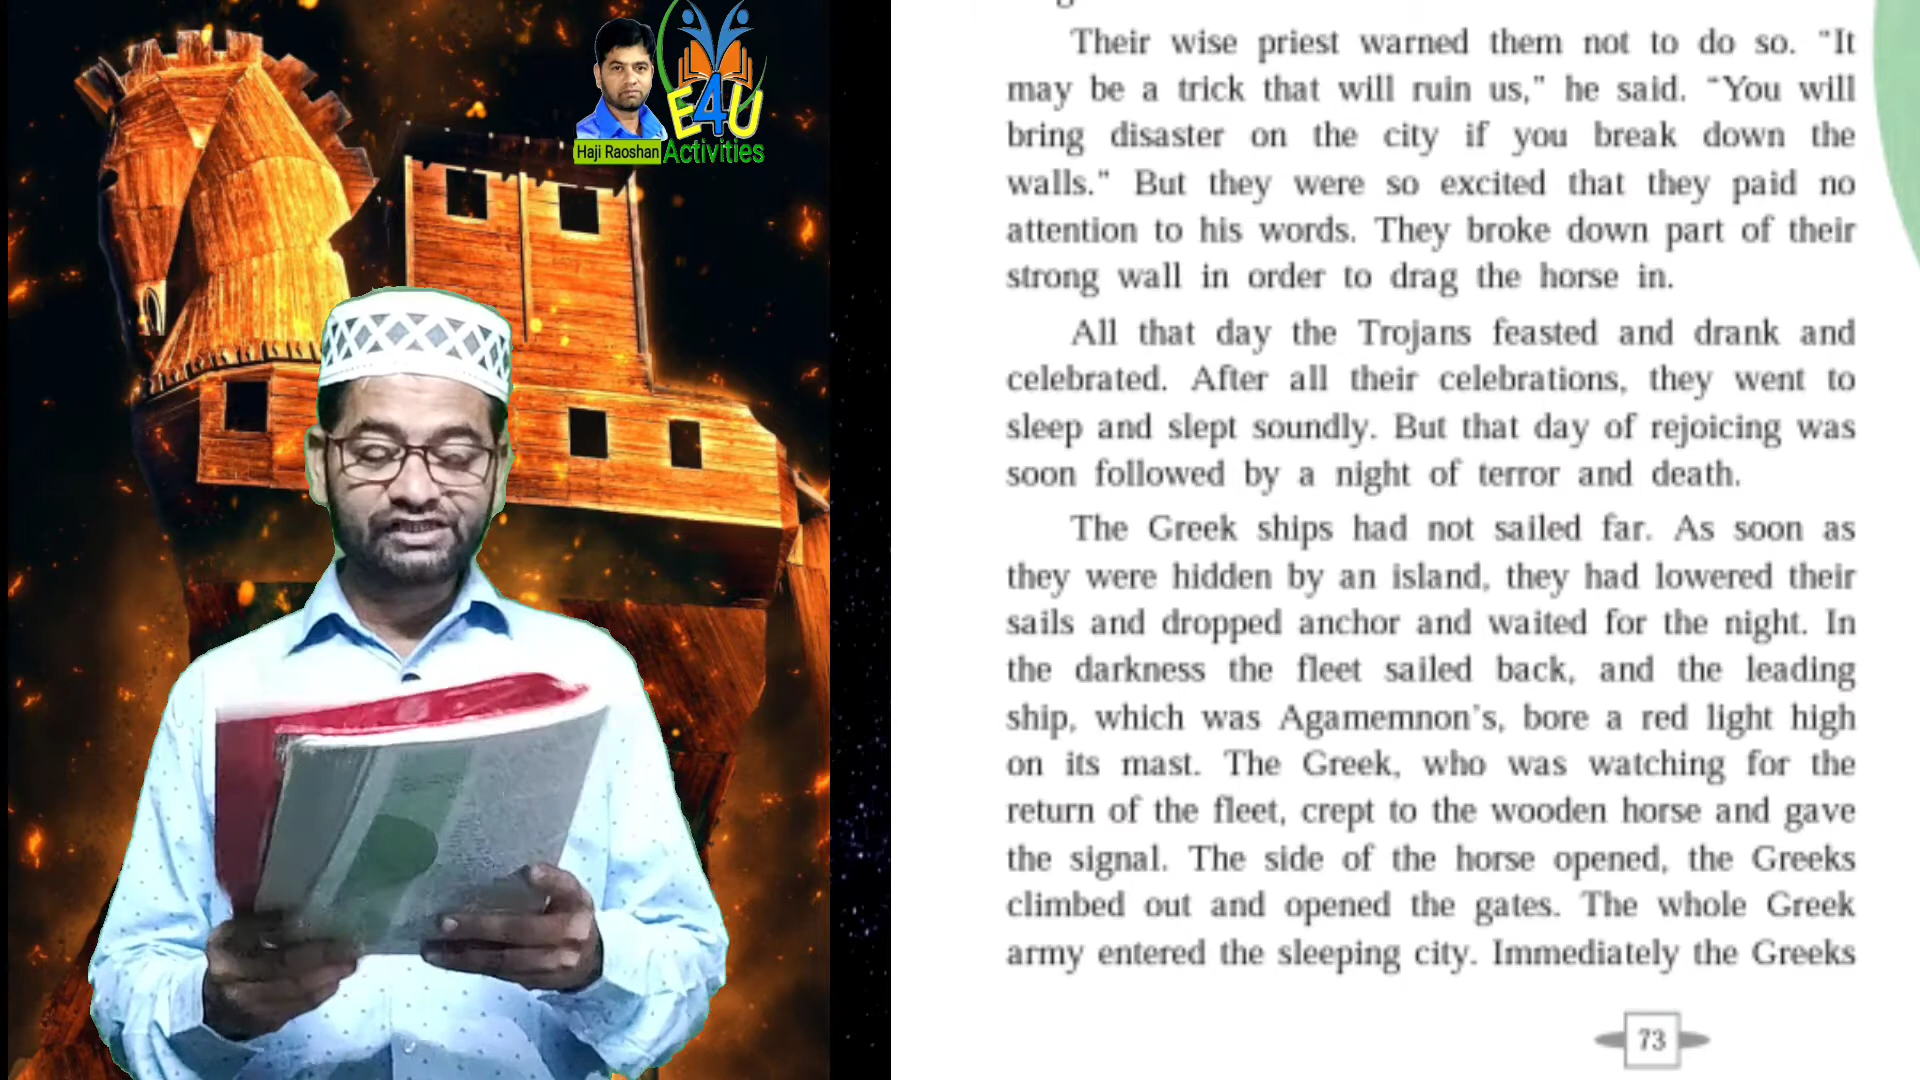 E4U
Haji Raoshan Activities
Their wise priest warned them not to do so. "It
may be a trick that will ruin us," he said. "You will
bring disaster on the city if you break down the
walls." But they were so excited that they paid no
attention to his words. They broke down part of their
strong wall in order to drag the horse in.
All that day the Trojans feasted and drank and
celebrated. After all their celebrations, they went to
sleep and slept soundly. But that day of rejoicing was
soon followed by a night of terror and death.
The Greek ships had not sailed far. As soon as
they were hidden by an island, they had lowered their
sails and dropped anchor and waited for the night. In
the darkness the fleet sailed back, and the leading
ship, which was Agamemnon's, bore a red light high
on its mast. The Greek, who was watching for the
return of the fleet, crept to the wooden horse and gave
the signal. The side of the horse opened, the Greeks
climbed out and opened the gates. The whole Greek
army entered the sleeping city. Immediately the Greeks
73